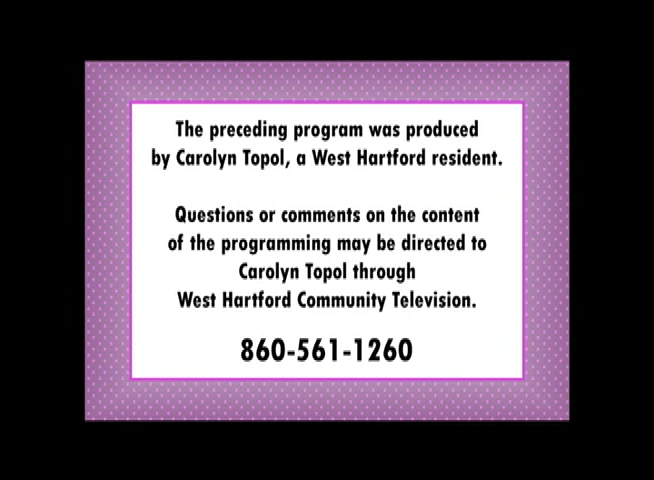 The preceding program was produced
by Carolyn Topol, a West Hartford resident.
Questions or comments on the content
of the programming may be directed to
Carolyn Topol through
West Hartford Community Television.
860-561-1260